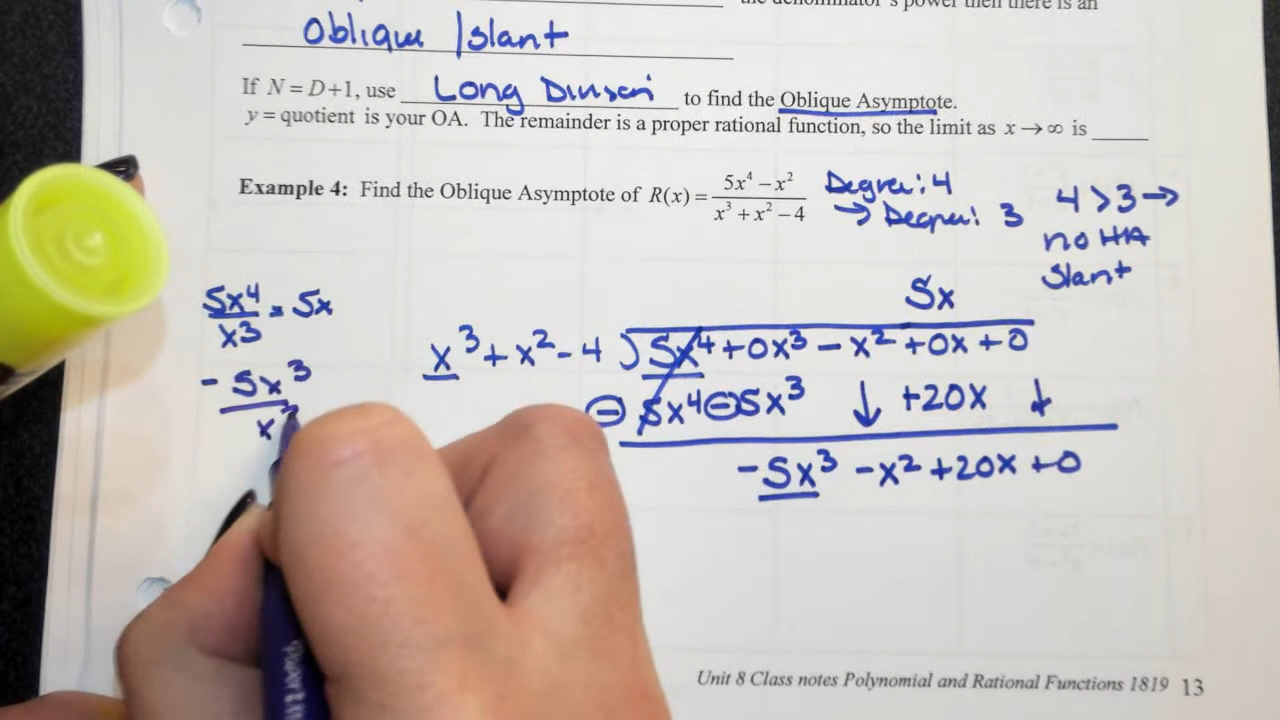 the denominator's power then there is an
Oblique / Slant
If N = D+1, use Long Division to find the Oblique Asymptote.
y = quotient is your OA. The remainder is a proper rational function, so the limit as x → ∞ is ______
Example 4: Find the Oblique Asymptote of R(x) = (5x⁴ − x²)/(x³ + x² − 4)
Degree: 4
→ Degree: 3
4 > 3 →
no HA
Slant
5x⁴/x³ = 5x
5x
x³ + x² − 4 ) 5x⁴ + 0x³ − x² + 0x + 0
⊖ 5x⁴ ⊖ 5x³ ↓ + 20x ↓
−5x³ − x² + 20x + 0
−5x³
x³
Unit 8 Class notes Polynomial and Rational Functions 1819 13